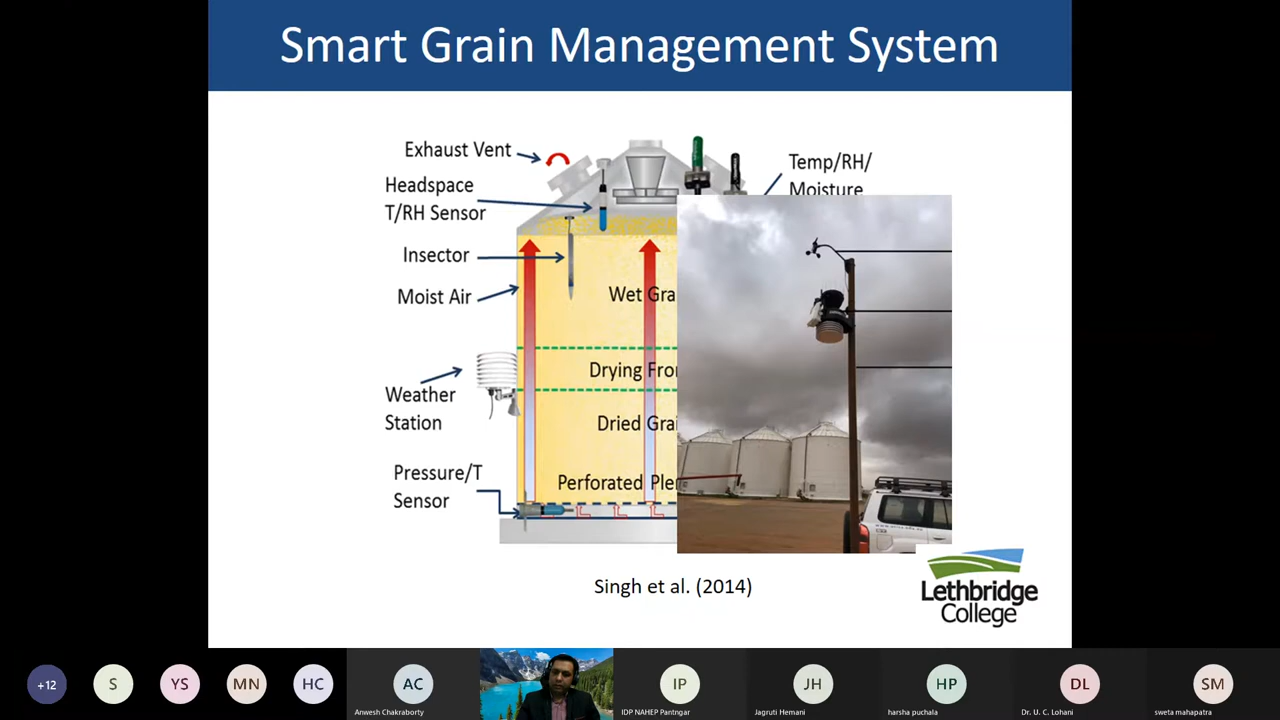 Smart Grain Management System
Exhaust Vent
Headspace
T/RH Sensor
Insector
Moist Air
Weather
Station
Pressure/T
Sensor
Temp/RH/
Moisture
Wet Gra
Drying Fro
Dried Grai
Perforated Ple
Singh et al. (2014)
Lethbridge
College
+12
S
YS
MN
HC
AC
Anwesh Chakraborty
IP
IDP NAHEP Pantngar
JH
Jagruti Hemani
HP
harsha puchala
DL
Dr. U. C. Lohani
SM
sweta mahapatra